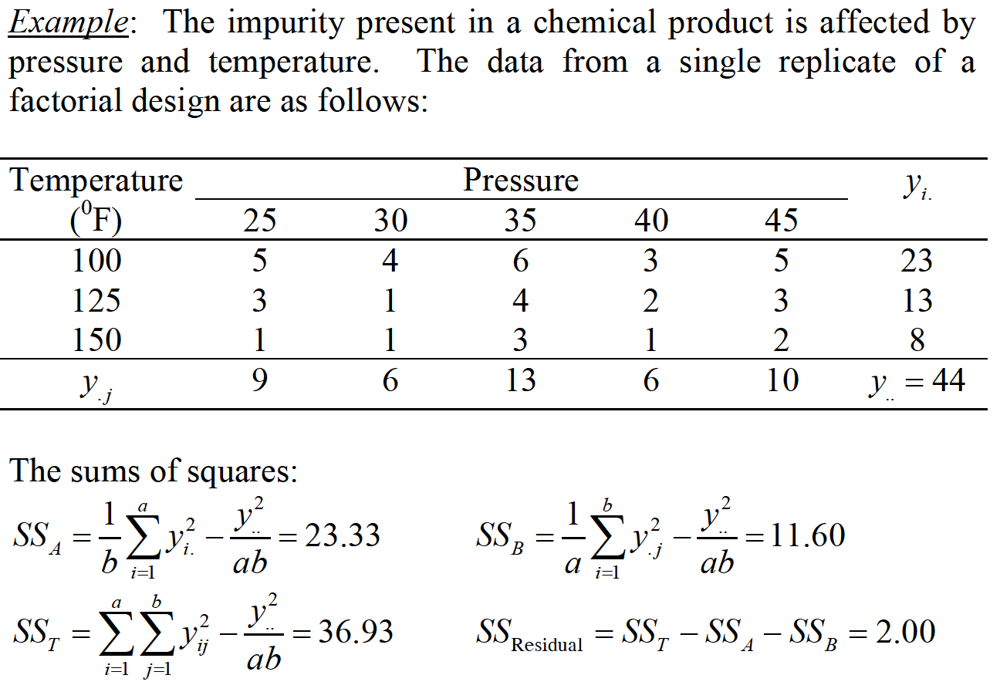 Example: The impurity present in a chemical product is affected by
pressure and temperature. The data from a single replicate of a
factorial design are as follows:
Temperature Pressure y_{i.}
(⁰F) 25 30 35 40 45
100 5 4 6 3 5 23
125 3 1 4 2 3 13
150 1 1 3 1 2 8
y_{.j} 9 6 13 6 10 y_{..} = 44
The sums of squares:
SS_A = \frac{1}{b} \sum_{i=1}^{a} y_{i.}^2 - \frac{y_{..}^2}{ab} = 23.33 SS_B = \frac{1}{a} \sum_{i=1}^{b} y_{.j}^2 - \frac{y_{..}^2}{ab} = 11.60
SS_T = \sum_{i=1}^{a} \sum_{j=1}^{b} y_{ij}^2 - \frac{y_{..}^2}{ab} = 36.93 SS_{Residual} = SS_T - SS_A - SS_B = 2.00